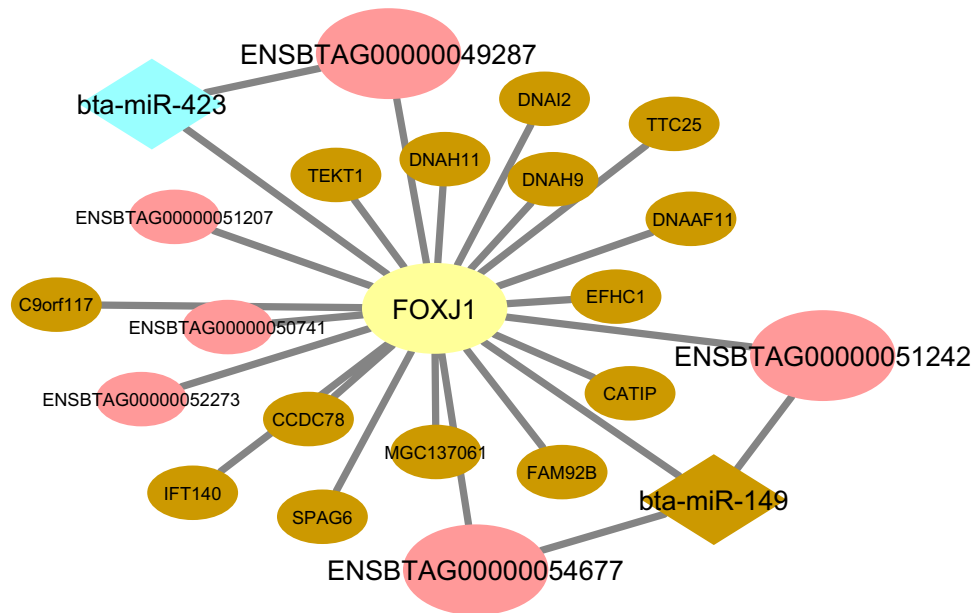 ENSBTAG00000049287
bta-miR-423
DNAI2
TTC25
DNAH11
TEKT1
DNAH9
ENSBTAG00000051207
DNAAF11
C9orf117
EFHC1
FOXJ1
ENSBTAG00000050741
ENSBTAG00000051242
CATIP
ENSBTAG00000052273
CCDC78
MGC137061
FAM92B
IFT140
bta-miR-149
SPAG6
ENSBTAG00000054677